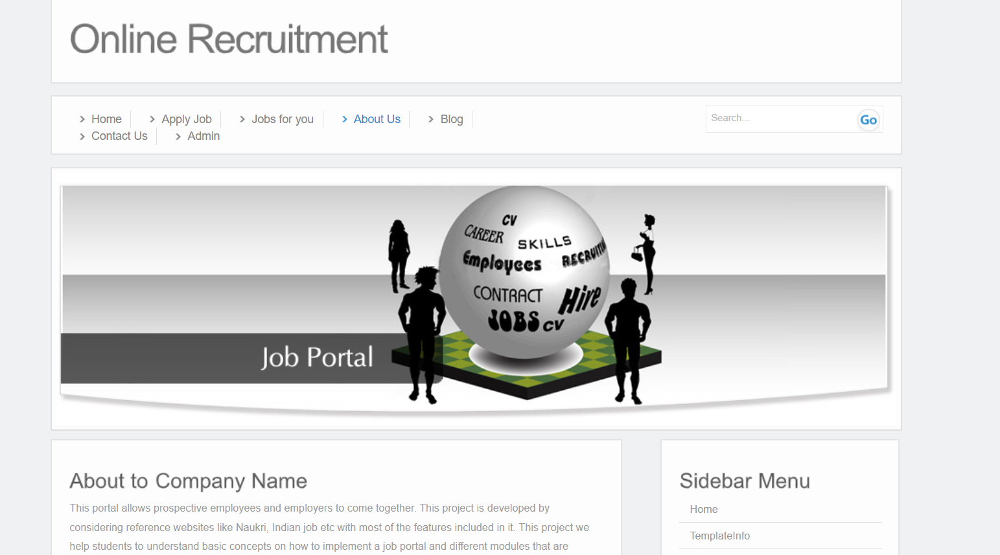 Online Recruitment
Home
Apply Job
Jobs for you
About Us
Blog
Search...
Go
Contact Us
Admin
CV
CAREER
SKILLS
Employees
RECRUITIN
CONTRACT
Hire
JOBS
CV
Job Portal
About to Company Name
This portal allows prospective employees and employers to come together. This project is developed by
considering reference websites like Naukri, Indian job etc with most of the features included in it. This project we
help students to understand basic concepts on how to implement a job portal and different modules that are
Sidebar Menu
Home
TemplateInfo